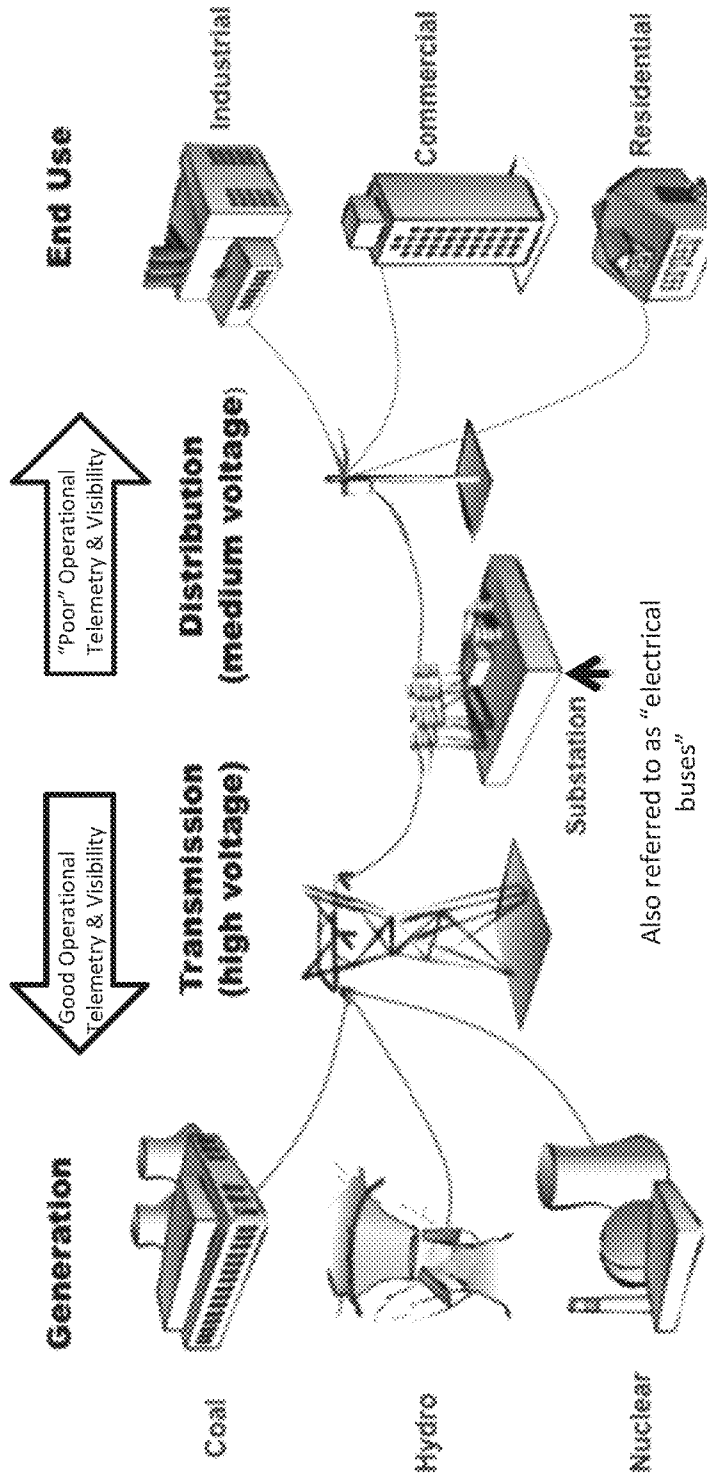 "Good Operational
Telemetry & Visibility
"Poor" Operational
Telemetry & Visibility
Generation
Transmission
(high voltage)
Distribution
(medium voltage)
End Use
Coal
Hydro
Nuclear
Substation
Also referred to as "electrical
buses"
Industrial
Commercial
Residential